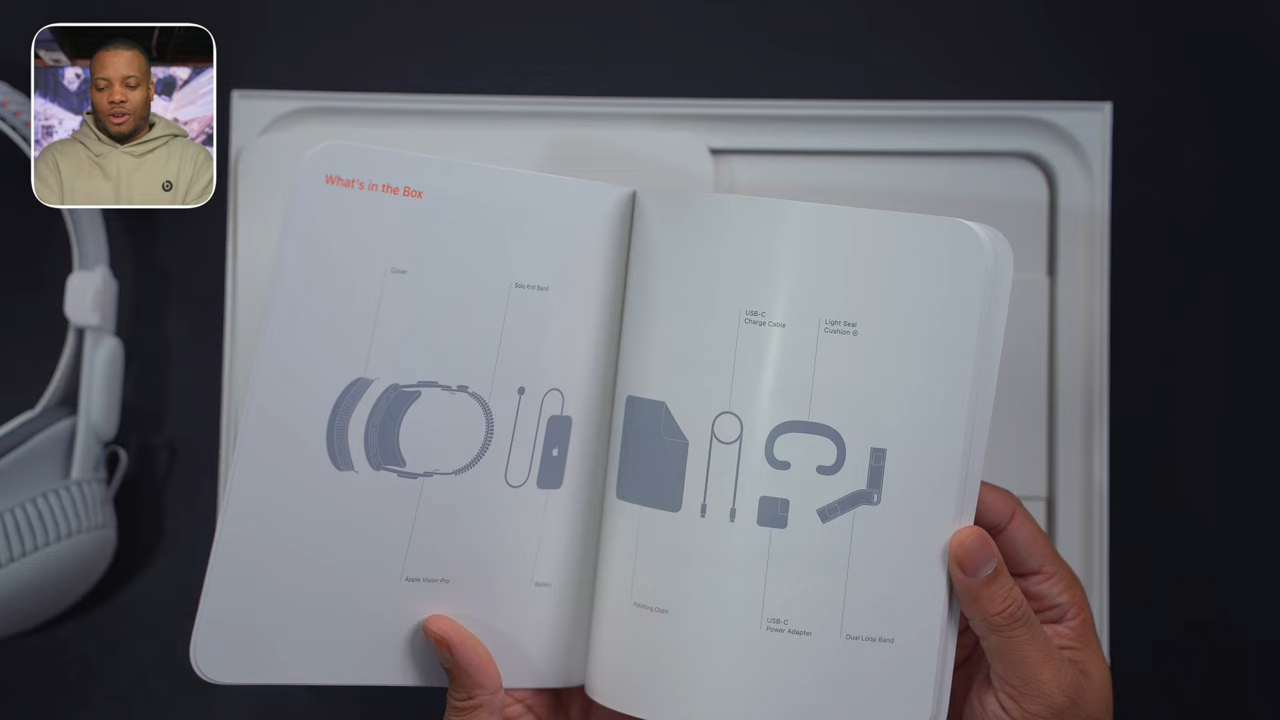 What's in the Box
Cover
Solo Knit Band
Apple Vision Pro
Battery
USB-C
Charge Cable
Light Seal
Cushion
Polishing Cloth
USB-C
Power Adapter
Dual Loop Band